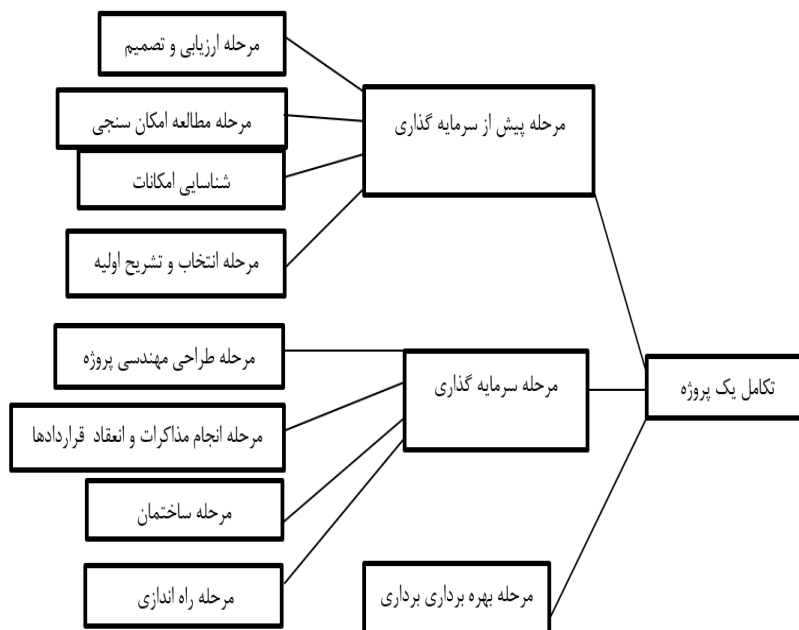 مرحله ارزیابی و تصمیم
مرحله پیش از سرمایه گذاری
مرحله مطالعه امکان سنجی
شناسایی امکانات
مرحله انتخاب و تشریح اولیه
مرحله طراحی مهندسی پروژه
مرحله سرمایه گذاری
تکامل یک پروژه
مرحله انجام مذاکرات و انعقاد قراردادها
مرحله ساختمان
مرحله راه اندازی
مرحله بهره برداری برداری